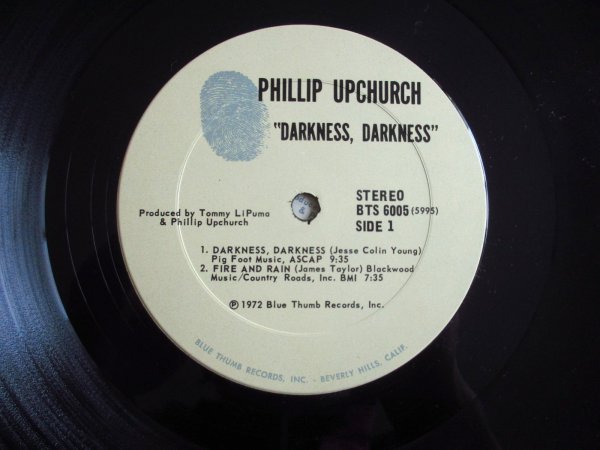 PHILLIP UPCHURCH
"DARKNESS, DARKNESS"
Produced by Tommy LiPuma
& Phillip Upchurch
STEREO
BTS 6005 (5995)
SIDE 1
1. DARKNESS, DARKNESS (Jesse Colin Young)
Pig Foot Music, ASCAP 9:35
2. FIRE AND RAIN (James Taylor) Blackwood
Music/Country Roads, Inc. BMI 7:35
℗ 1972 Blue Thumb Records, Inc.
BLUE THUMB RECORDS, INC. - BEVERLY HILLS, CALIF.